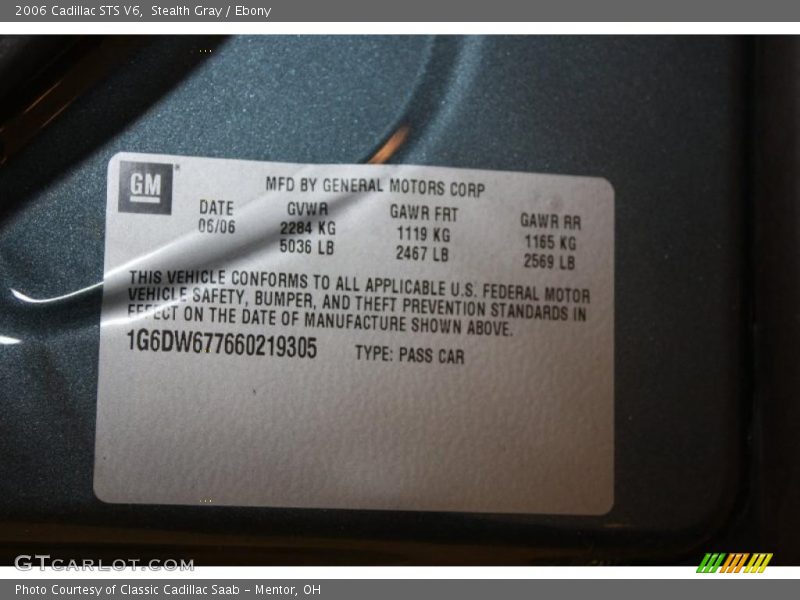 2006 Cadillac STS V6, Stealth Gray / Ebony
GM
MFD BY GENERAL MOTORS CORP
DATE GVWR GAWR FRT GAWR RR
06/06 2284 KG 1119 KG 1165 KG
5036 LB 2467 LB 2569 LB
THIS VEHICLE CONFORMS TO ALL APPLICABLE U.S. FEDERAL MOTOR
VEHICLE SAFETY, BUMPER, AND THEFT PREVENTION STANDARDS IN
EFFECT ON THE DATE OF MANUFACTURE SHOWN ABOVE.
1G6DW677660219305 TYPE: PASS CAR
GTCARLOT.COM
Photo Courtesy of Classic Cadillac Saab - Mentor, OH